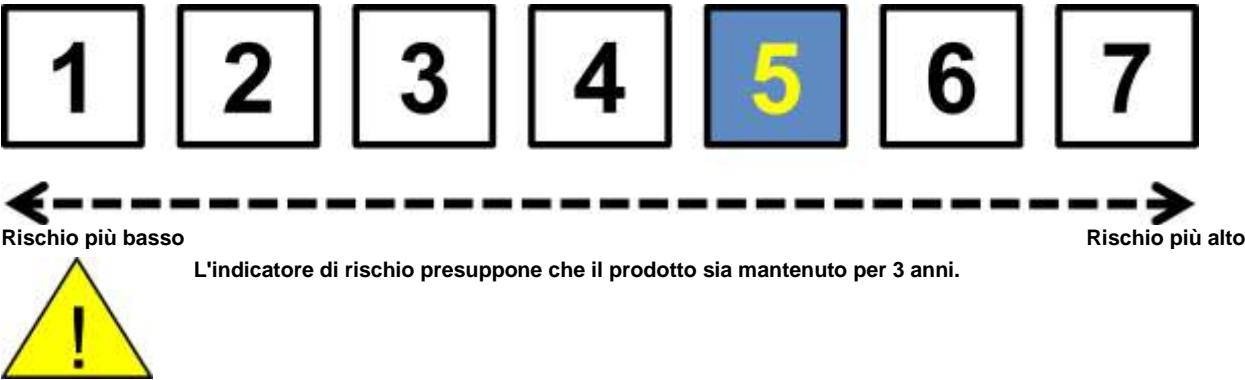 1 2 3 4 5 6 7
Rischio più basso Rischio più alto
L'indicatore di rischio presuppone che il prodotto sia mantenuto per 3 anni.
!